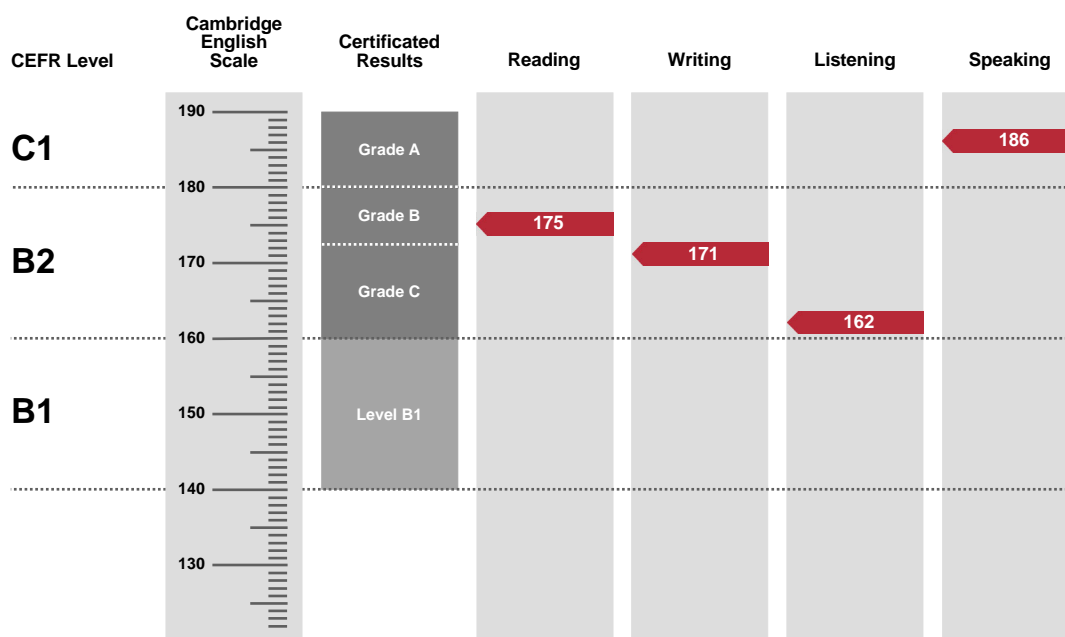 CEFR Level
Cambridge
English
Scale
Certificated
Results
Reading
Writing
Listening
Speaking
190
C1
Grade A
186
180
Grade B
175
B2
170
171
Grade C
162
160
B1
150
Level B1
140
130